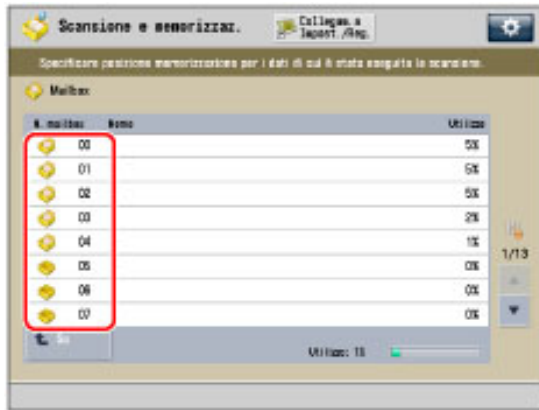 Scansione e memorizzaz.
Collegam. a
Impost./Reg.
Specificare posizione memorizzazione per i dati di cui è stata eseguita la scansione.
Mailbox
N. mailbox Nome Utilizzo
00 5%
01 5%
02 5%
03 2%
04 1%
05 0%
06 0%
07 0%
1/13
Su
Utilizzo: 1%